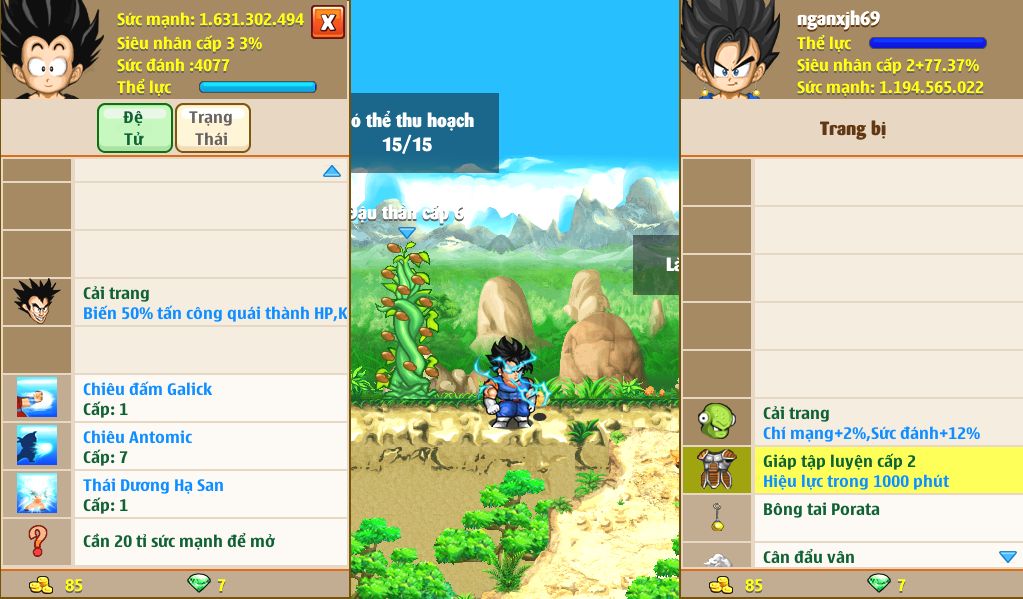 Sức mạnh: 1.631.302.494
X
Siêu nhân cấp 3 3%
Sức đánh :4077
Thể lực
Đệ
Tử
Trạng
Thái
Cải trang
Biến 50% tấn công quái thành HP,K
Chiêu đấm Galick
Cấp: 1
Chiêu Antomic
Cấp: 7
Thái Dương Hạ San
Cấp: 1
Cần 20 tỉ sức mạnh để mở
85
7
ó thể thu hoạch
15/15
Đậu thần cấp 6
Là
nganxjh69
Thể lực
Siêu nhân cấp 2+77.37%
Sức mạnh: 1.194.565.022
Trang bị
Cải trang
Chí mạng+2%,Sức đánh+12%
Giáp tập luyện cấp 2
Hiệu lực trong 1000 phút
Bông tai Porata
Cân đẩu vân
85
7